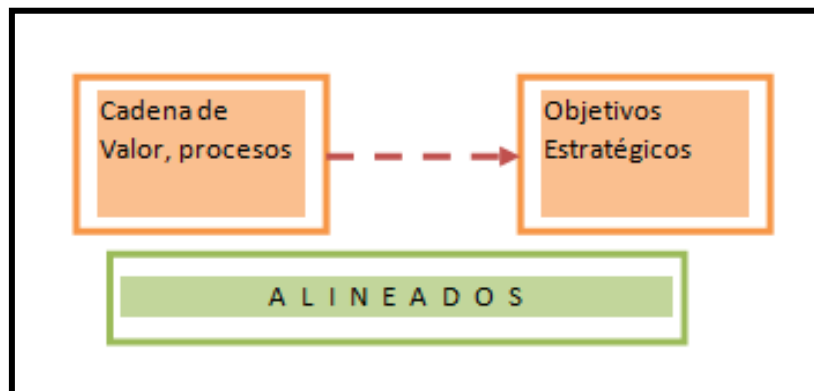 Cadena de
Valor, procesos
Objetivos
Estratégicos
A L I N E A D O S